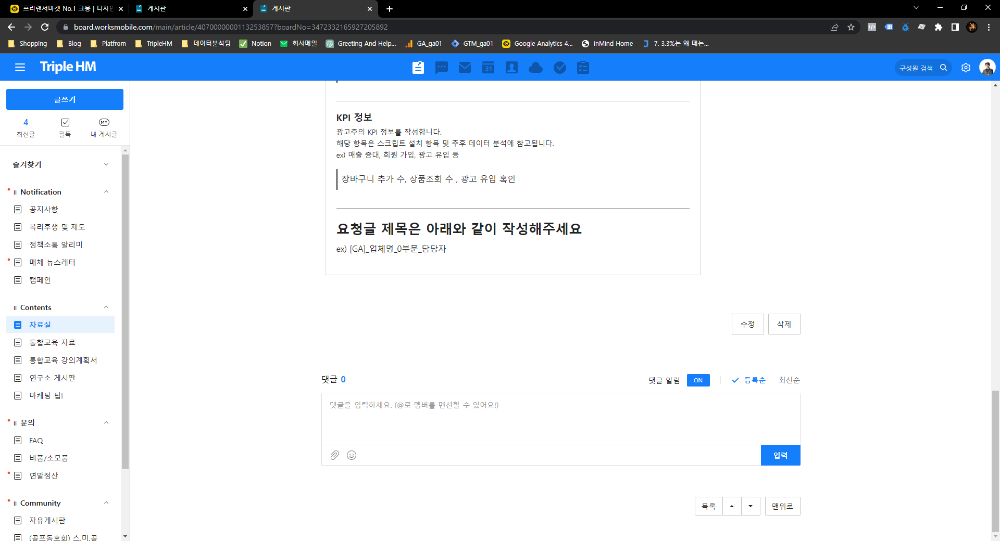 프리랜서마켓 No.1 크몽 | 디자인
게시판
게시판
board.worksmobile.com/main/article/4070000000113253857?boardNo=3472332165927205892
Shopping
Blog
Platfrom
TripleHM
데이터분석팀
Notion
회사메일
Greeting And Help...
GA_ga01
GTM_ga01
Google Analytics 4...
inMind Home
7. 3.3%는 왜 떼는...
Triple HM
31
구성원 검색
글쓰기
4
MY
최신글
필독
내 게시글
즐겨찾기
Notification
공지사항
복리후생 및 제도
정책소통 알리미
매체 뉴스레터
캠페인
Contents
자료실
통합교육 자료
통합교육 강의계획서
연구소 게시판
마케팅 팁!
문의
FAQ
비품/소모품
연말정산
Community
자유게시판
(골프동호회) 스.미.골
KPI 정보
광고주의 KPI 정보를 작성합니다.
해당 항목은 스크립트 설치 항목 및 추후 데이터 분석에 참고됩니다.
ex) 매출 증대, 회원 가입, 광고 유입 등
장바구니 추가 수, 상품조회 수 , 광고 유입 혹인
요청글 제목은 아래와 같이 작성해주세요
ex) [GA]_업체명_0부문_담당자
수정
삭제
댓글 0
댓글 알림
ON
등록순
최신순
댓글을 입력하세요. (@로 멤버를 멘션할 수 있어요!)
입력
목록
맨위로